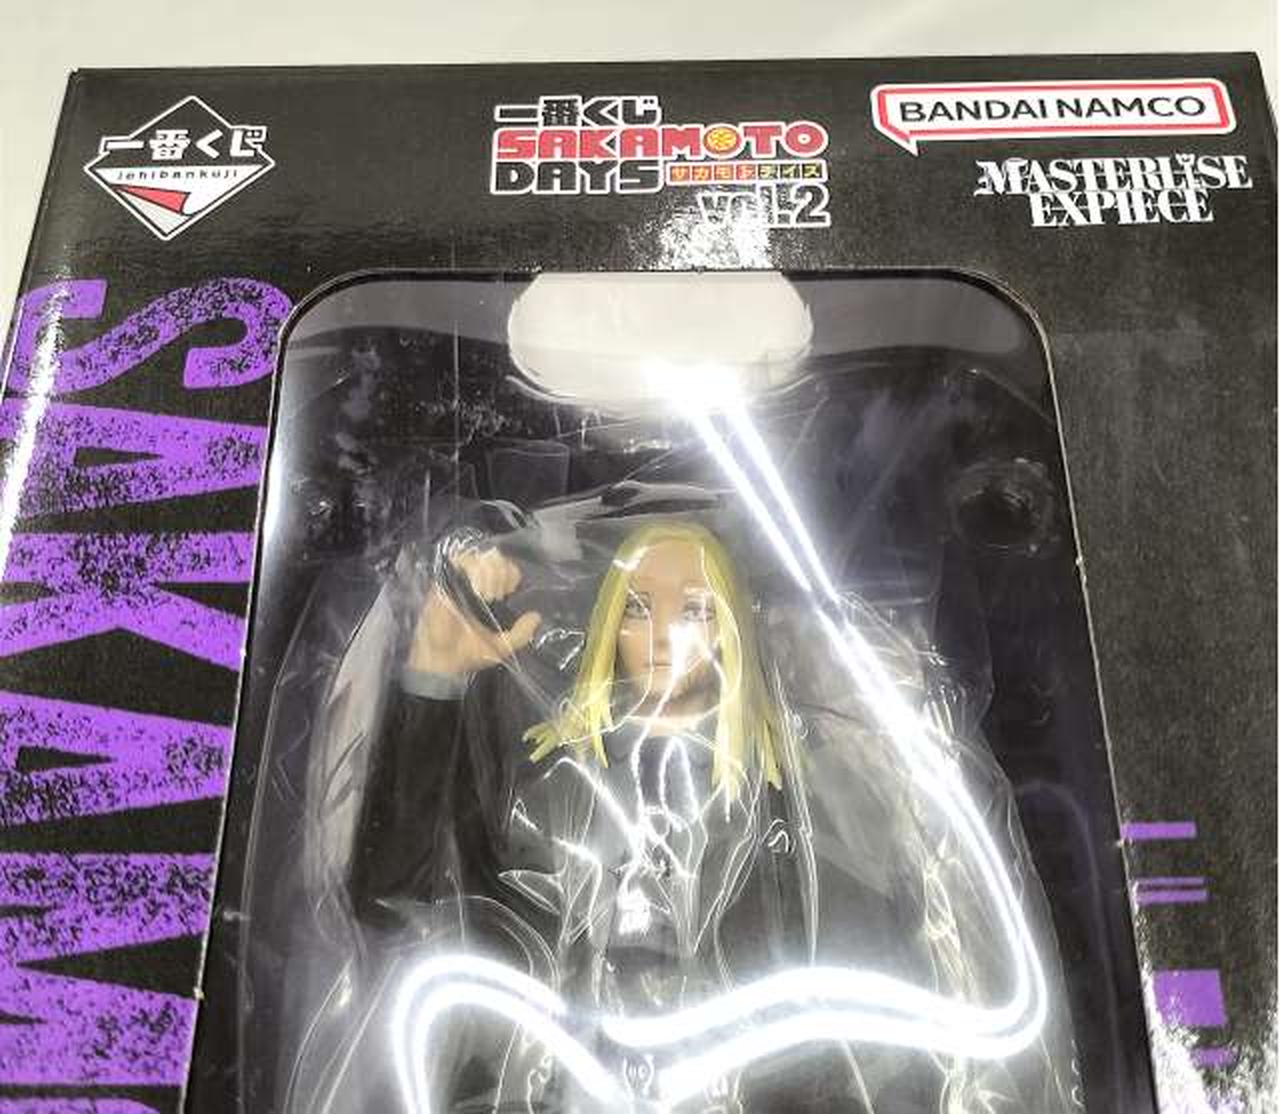 一番くじ
ichibankuji
一番くじ
SAKAMOTO
DAYS サカモトデイズ
vol.2
BANDAI NAMCO
MASTERLISE
EXPIECE
SAKAM